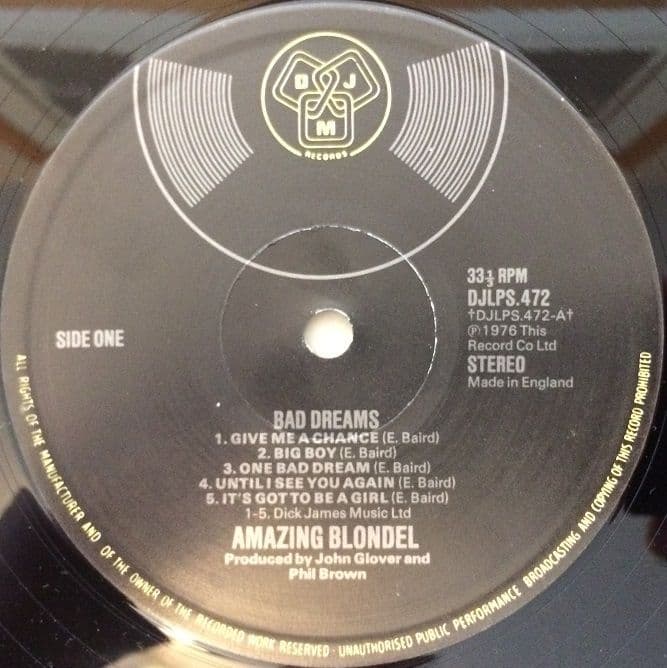 D J
M
RECORDS
33⅓ RPM
DJLPS.472
†DJLPS.472-A†
℗ 1976 This
Record Co Ltd
STEREO
Made in England
SIDE ONE
BAD DREAMS
1. GIVE ME A CHANCE (E. Baird)
2. BIG BOY (E. Baird)
3. ONE BAD DREAM (E. Baird)
4. UNTIL I SEE YOU AGAIN (E. Baird)
5. IT'S GOT TO BE A GIRL (E. Baird)
1-5. Dick James Music Ltd
AMAZING BLONDEL
Produced by John Glover and
Phil Brown
ALL RIGHTS OF THE MANUFACTURER AND OF THE OWNER OF THE RECORDED WORK RESERVED · UNAUTHORISED PUBLIC PERFORMANCE BROADCASTING AND COPYING OF THIS RECORD PROHIBITED